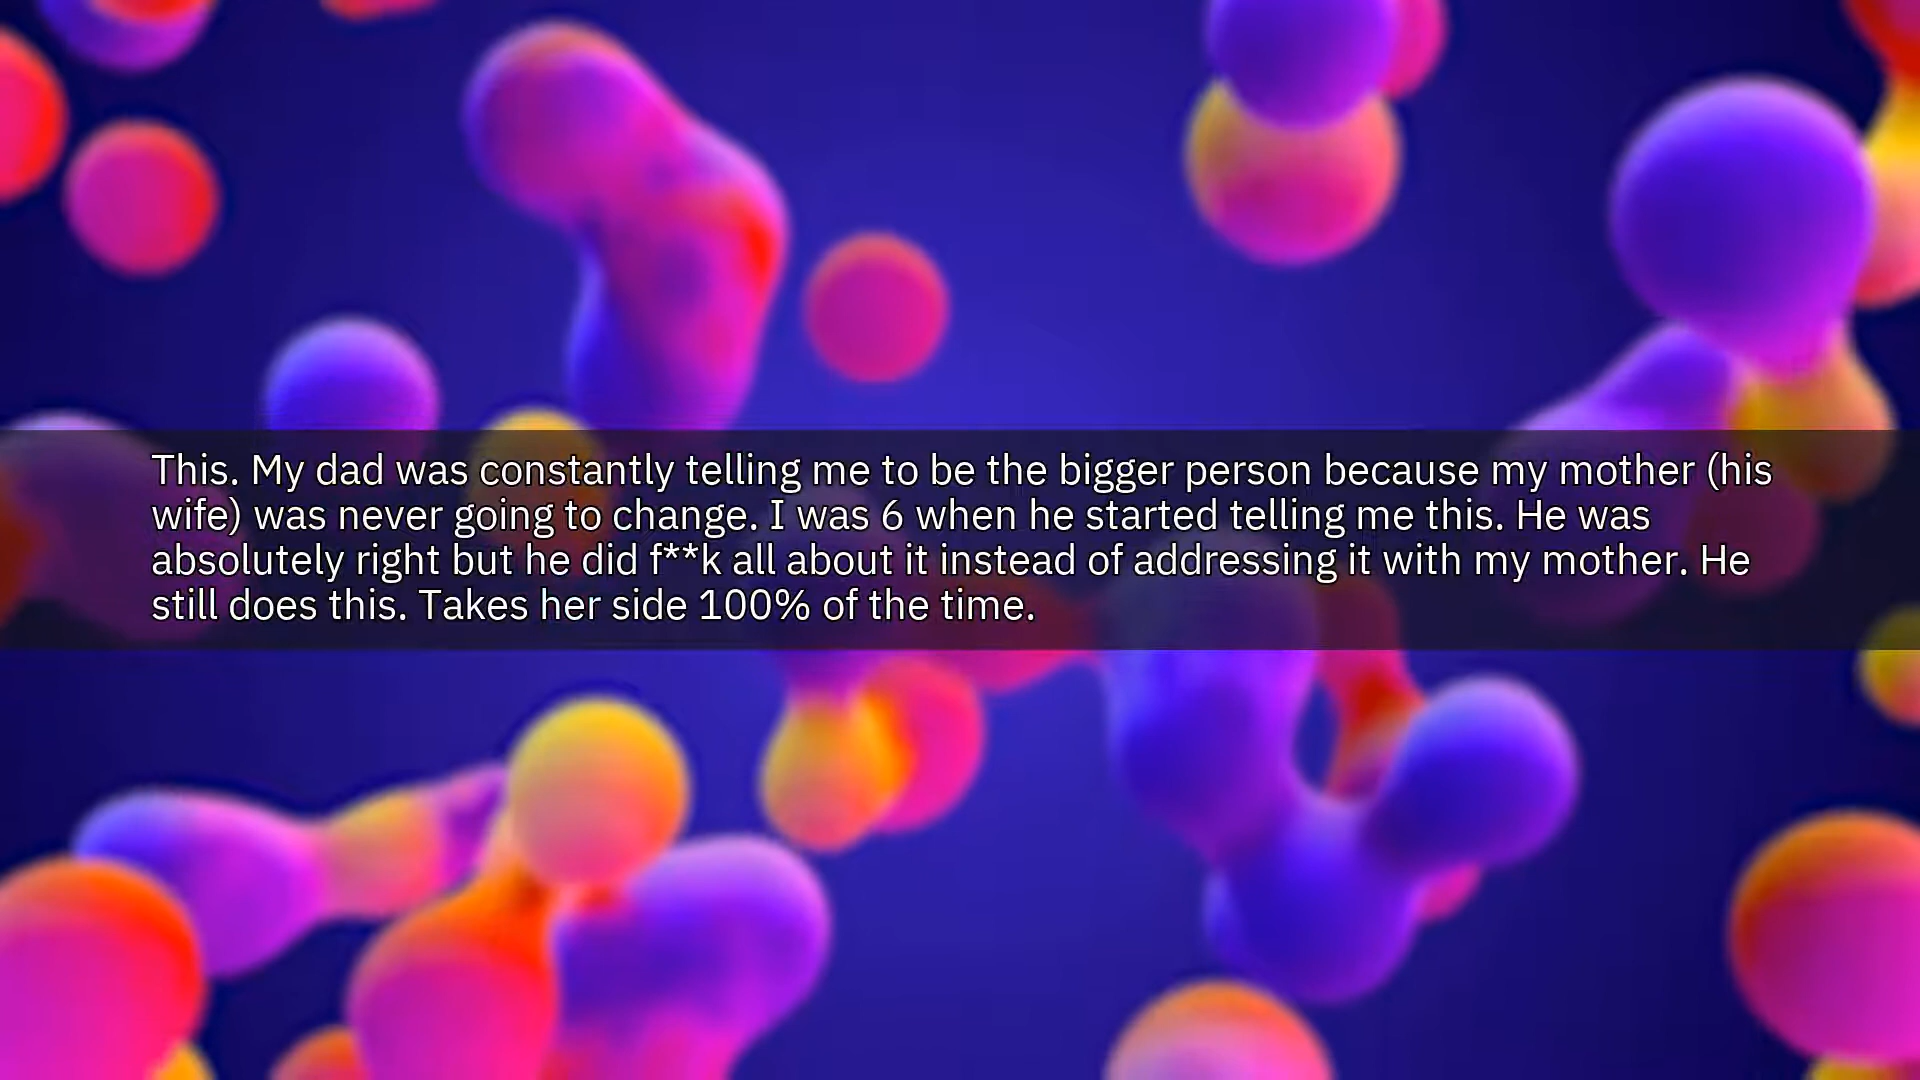 This. My dad was constantly telling me to be the bigger person because my mother (his
wife) was never going to change. I was 6 when he started telling me this. He was
absolutely right but he did f**k all about it instead of addressing it with my mother. He
still does this. Takes her side 100% of the time.